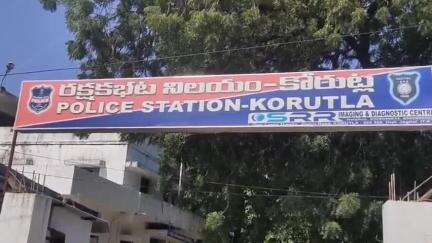 రక్షకభట నిలయం-కోరుట్ల
POLICE STATION-KORUTLA
SRR IMAGING & DIAGNOSTIC CENTRE